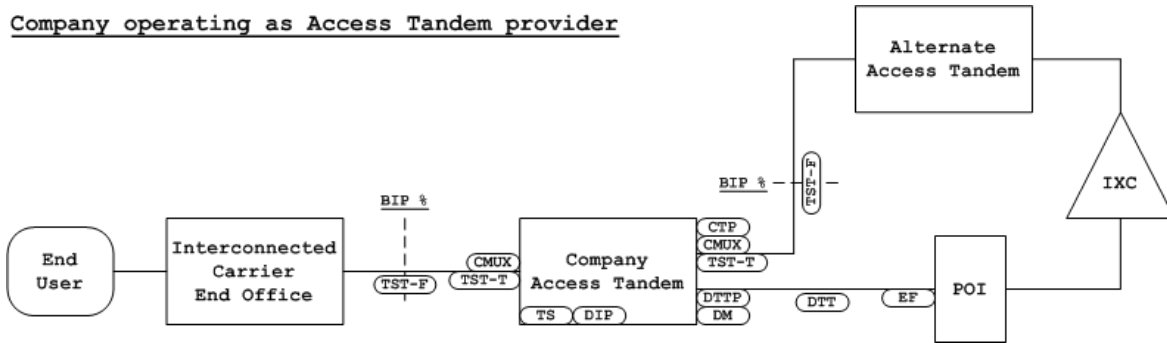 Company operating as Access Tandem provider
Alternate
Access Tandem
TST-F
BIP %
IXC
BIP %
End
User
Interconnected
Carrier
End Office
TST-F
CMUX
TST-T
Company
Access Tandem
TS
DIP
CTP
CMUX
TST-T
DTTP
DM
DTT
EF
POI